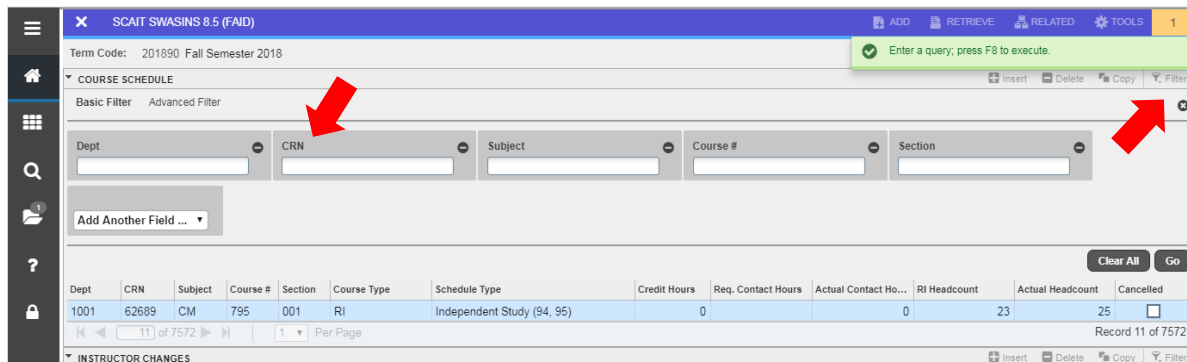 SCAIT SWASINS 8.5 (FAID) ADD RETRIEVE RELATED TOOLS 1
Term Code: 201890 Fall Semester 2018
Enter a query; press F8 to execute.
COURSE SCHEDULE Insert Delete Copy Filter
Basic Filter Advanced Filter
Dept CRN Subject Course # Section
1
Add Another Field ...
?
Clear All Go
Dept CRN Subject Course # Section Course Type Schedule Type Credit Hours Req. Contact Hours Actual Contact Ho... RI Headcount Actual Headcount Cancelled
1001 62689 CM 795 001 RI Independent Study (94, 95) 0 0 23 25
11 of 7572 1 Per Page Record 11 of 7572
INSTRUCTOR CHANGES Insert Delete Copy Filter